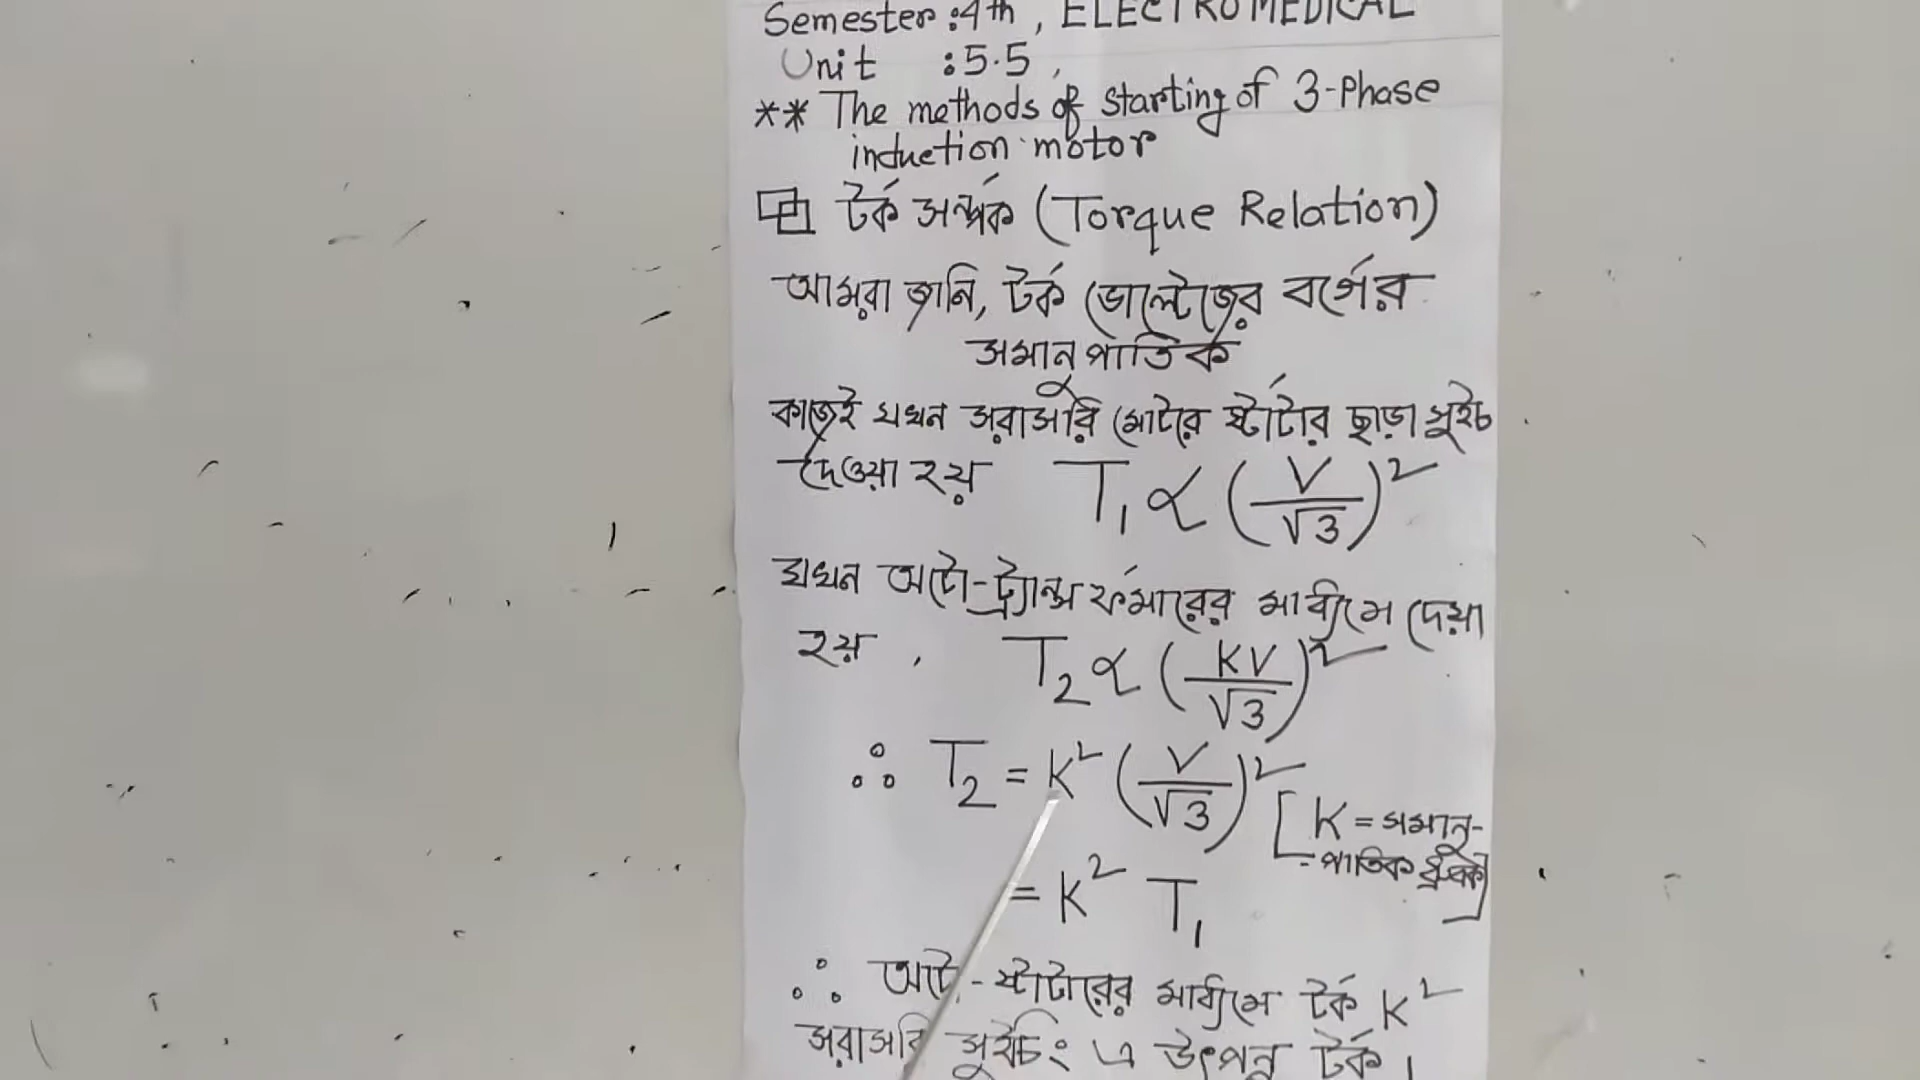 Semester :4th, ELECTROMEDICAL
Unit :5.5,
** The methods of starting of 3-Phase
induction motor
টর্ক সম্পর্ক (Torque Relation)
আমরা জানি, টর্ক ভোল্টেজের বর্গের
সমানুপাতিক
কাজেই যখন সরাসরি মোটরে স্টার্টার ছাড়া সুইচ
দেওয়া হয় T₁ ∝ (V/√3)²
যখন অটো-ট্র্যান্সফর্মারের মাধ্যমে দেয়া
হয়, T₂ ∝ (KV/√3)²
∴ T₂ = K² (V/√3)² [K = সমানু-
পাতিক ধ্রুবক]
= K² T₁
∴ অটো-স্টার্টারের মাধ্যমে টর্ক K²
সরাসরি সুইচিং এ উৎপন্ন টর্ক।